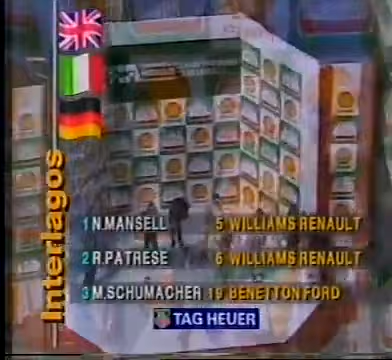 Interlagos
1 N.MANSELL 5 WILLIAMS RENAULT
2 R.PATRESE 6 WILLIAMS RENAULT
3 M.SCHUMACHER 19 BENETTON FORD
TAG HEUER